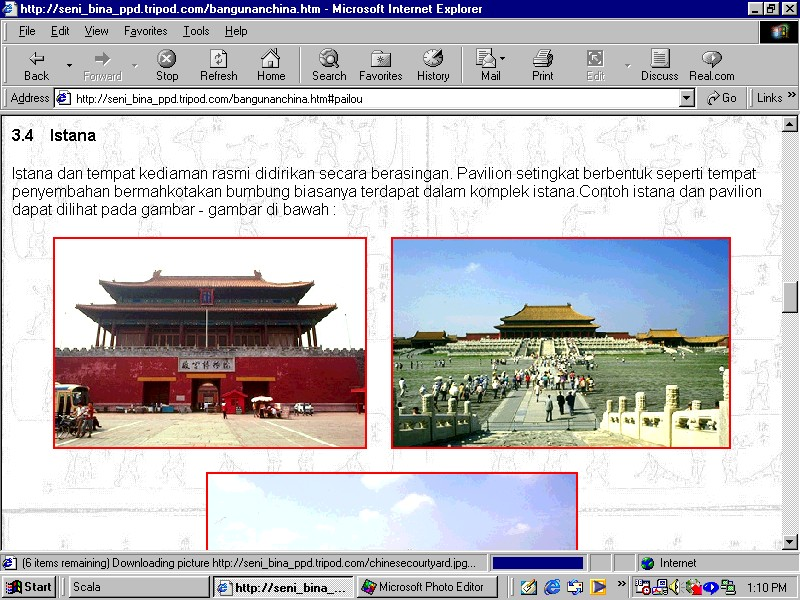 http://seni_bina_ppd.tripod.com/bangunanchina.htm - Microsoft Internet Explorer
File Edit View Favorites Tools Help
Back Forward Stop Refresh Home Search Favorites History Mail Print Edit Discuss Real.com
Address http://seni_bina_ppd.tripod.com/bangunanchina.htm#pailou Go Links »
3.4 Istana
Istana dan tempat kediaman rasmi didirikan secara berasingan. Pavilion setingkat berbentuk seperti tempat
penyembahan bermahkotakan bumbung biasanya terdapat dalam komplek istana.Contoh istana dan pavilion
dapat dilihat pada gambar - gambar di bawah :
(6 items remaining) Downloading picture http://seni_bina_ppd.tripod.com/chinesecourtyard.jpg... Internet
Start Scala http://seni_bina_... Microsoft Photo Editor » 1:10 PM